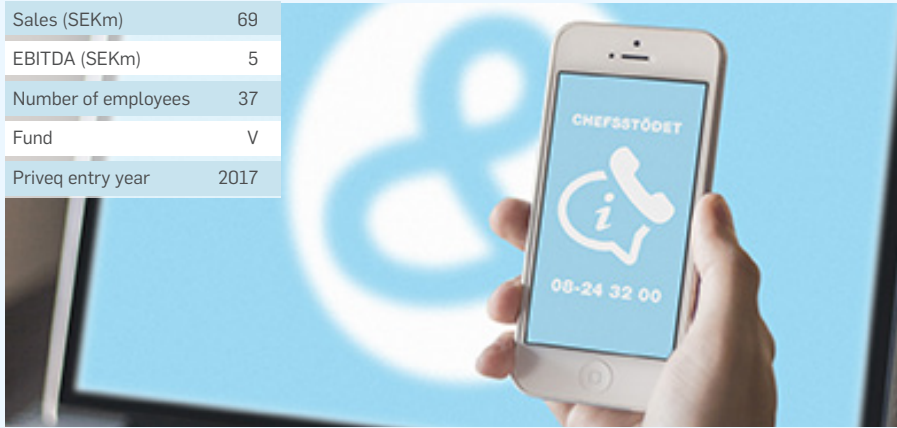 Sales (SEKm) 69
EBITDA (SEKm) 5
Number of employees 37
Fund V
Priveq entry year 2017
&
CHEFSSTÖDET
i
08-24 32 00